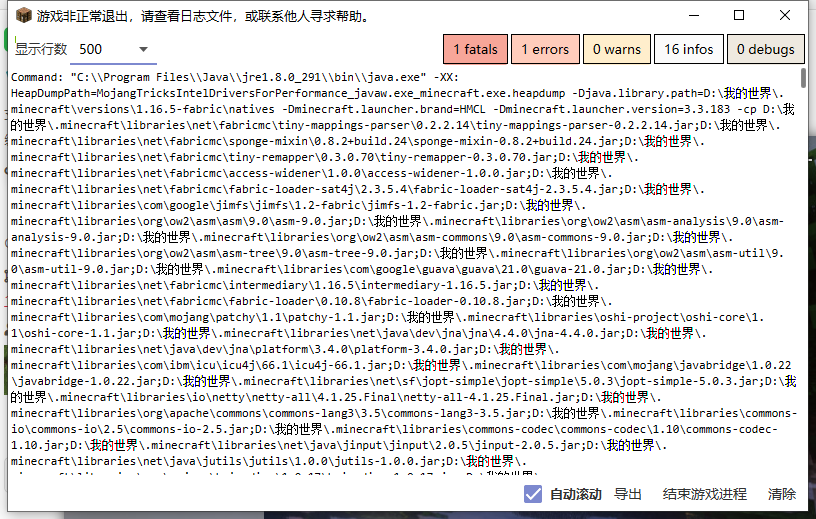 游戏非正常退出，请查看日志文件，或联系他人寻求帮助。
显示行数 500 1 fatals 1 errors 0 warns 16 infos 0 debugs
Command: "C:\\Program Files\\Java\\jre1.8.0_291\\bin\\java.exe" -XX:
HeapDumpPath=MojangTricksIntelDriversForPerformance_javaw.exe_minecraft.exe.heapdump -Djava.library.path=D:\我的世界\.
minecraft\versions\1.16.5-fabric\natives -Dminecraft.launcher.brand=HMCL -Dminecraft.launcher.version=3.3.183 -cp D:\我
的世界\.minecraft\libraries\net\fabricmc\tiny-mappings-parser\0.2.2.14\tiny-mappings-parser-0.2.2.14.jar;D:\我的世界\.
minecraft\libraries\net\fabricmc\sponge-mixin\0.8.2+build.24\sponge-mixin-0.8.2+build.24.jar;D:\我的世界\.
minecraft\libraries\net\fabricmc\tiny-remapper\0.3.0.70\tiny-remapper-0.3.0.70.jar;D:\我的世界\.
minecraft\libraries\net\fabricmc\access-widener\1.0.0\access-widener-1.0.0.jar;D:\我的世界\.
minecraft\libraries\net\fabricmc\fabric-loader-sat4j\2.3.5.4\fabric-loader-sat4j-2.3.5.4.jar;D:\我的世界\.
minecraft\libraries\com\google\jimfs\jimfs\1.2-fabric\jimfs-1.2-fabric.jar;D:\我的世界\.
minecraft\libraries\org\ow2\asm\asm\9.0\asm-9.0.jar;D:\我的世界\.minecraft\libraries\org\ow2\asm\asm-analysis\9.0\asm-
analysis-9.0.jar;D:\我的世界\.minecraft\libraries\org\ow2\asm\asm-commons\9.0\asm-commons-9.0.jar;D:\我的世界\.
minecraft\libraries\org\ow2\asm\asm-tree\9.0\asm-tree-9.0.jar;D:\我的世界\.minecraft\libraries\org\ow2\asm\asm-util\9.
0\asm-util-9.0.jar;D:\我的世界\.minecraft\libraries\com\google\guava\guava\21.0\guava-21.0.jar;D:\我的世界\.
minecraft\libraries\net\fabricmc\intermediary\1.16.5\intermediary-1.16.5.jar;D:\我的世界\.
minecraft\libraries\net\fabricmc\fabric-loader\0.10.8\fabric-loader-0.10.8.jar;D:\我的世界\.
minecraft\libraries\com\mojang\patchy\1.1\patchy-1.1.jar;D:\我的世界\.minecraft\libraries\oshi-project\oshi-core\1.
1\oshi-core-1.1.jar;D:\我的世界\.minecraft\libraries\net\java\dev\jna\jna\4.4.0\jna-4.4.0.jar;D:\我的世界\.
minecraft\libraries\net\java\dev\jna\platform\3.4.0\platform-3.4.0.jar;D:\我的世界\.
minecraft\libraries\com\ibm\icu\icu4j\66.1\icu4j-66.1.jar;D:\我的世界\.minecraft\libraries\com\mojang\javabridge\1.0.22
\javabridge-1.0.22.jar;D:\我的世界\.minecraft\libraries\net\sf\jopt-simple\jopt-simple\5.0.3\jopt-simple-5.0.3.jar;D:\我
的世界\.minecraft\libraries\io\netty\netty-all\4.1.25.Final\netty-all-4.1.25.Final.jar;D:\我的世界\.
minecraft\libraries\org\apache\commons\commons-lang3\3.5\commons-lang3-3.5.jar;D:\我的世界\.minecraft\libraries\commons-
io\commons-io\2.5\commons-io-2.5.jar;D:\我的世界\.minecraft\libraries\commons-codec\commons-codec\1.10\commons-codec-
1.10.jar;D:\我的世界\.minecraft\libraries\net\java\jinput\jinput\2.0.5\jinput-2.0.5.jar;D:\我的世界\.
minecraft\libraries\net\java\jutils\jutils\1.0.0\jutils-1.0.0.jar;D:\我的世界\.
自动滚动 导出 结束游戏进程 清除